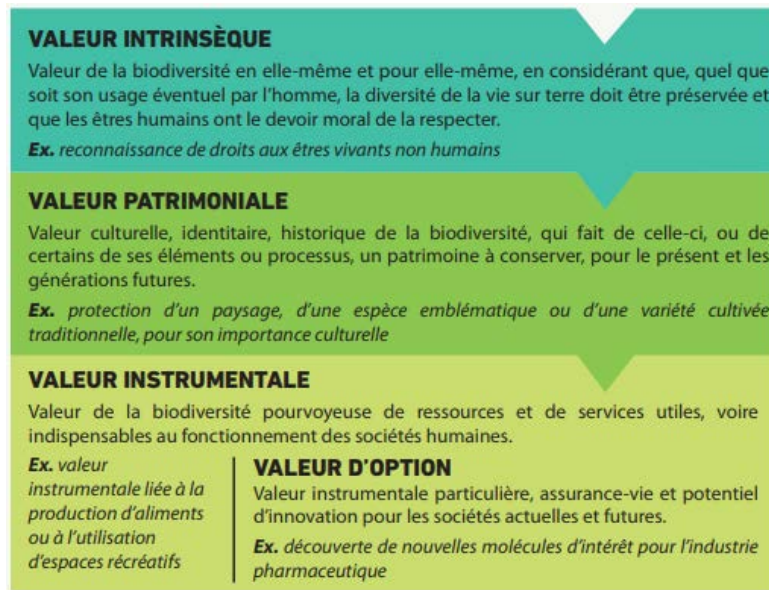 VALEUR INTRINSÈQUE
Valeur de la biodiversité en elle-même et pour elle-même, en considérant que, quel que
soit son usage éventuel par l'homme, la diversité de la vie sur terre doit être préservée et
que les êtres humains ont le devoir moral de la respecter.
Ex. reconnaissance de droits aux êtres vivants non humains
VALEUR PATRIMONIALE
Valeur culturelle, identitaire, historique de la biodiversité, qui fait de celle-ci, ou de
certains de ses éléments ou processus, un patrimoine à conserver, pour le présent et les
générations futures.
Ex. protection d'un paysage, d'une espèce emblématique ou d'une variété cultivée
traditionnelle, pour son importance culturelle
VALEUR INSTRUMENTALE
Valeur de la biodiversité pourvoyeuse de ressources et de services utiles, voire
indispensables au fonctionnement des sociétés humaines.
Ex. valeur
instrumentale liée à la
production d'aliments
ou à l'utilisation
d'espaces récréatifs
VALEUR D'OPTION
Valeur instrumentale particulière, assurance-vie et potentiel
d'innovation pour les sociétés actuelles et futures.
Ex. découverte de nouvelles molécules d'intérêt pour l'industrie
pharmaceutique